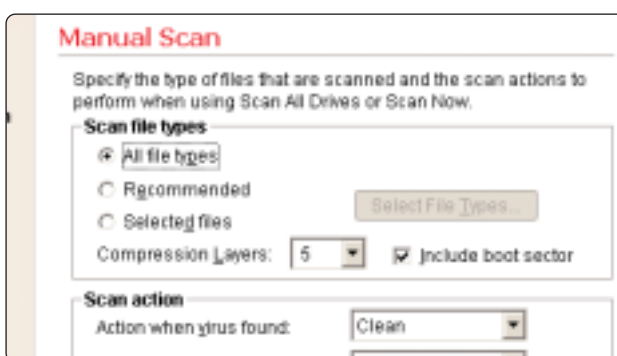 Manual Scan
Specify the type of files that are scanned and the scan actions to
perform when using Scan All Drives or Scan Now.
Scan file types
All file types
Recommended
Select File Types...
Selected files
Compression Layers: 5 Include boot sector
Scan action
Action when virus found: Clean